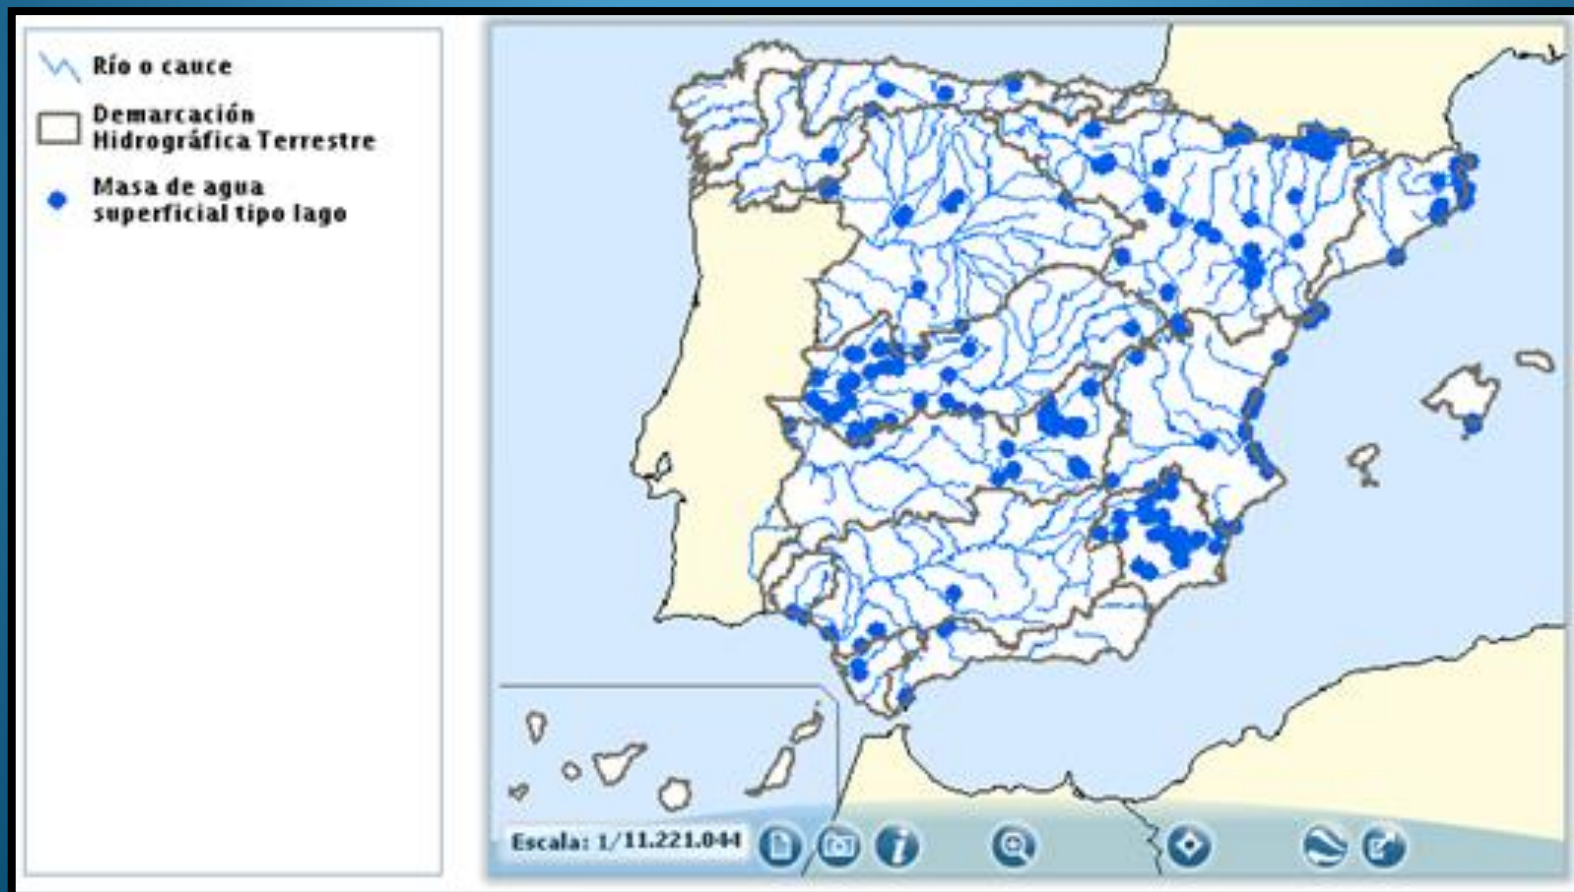 Río o cauce
Demarcación
Hidrográfica Terrestre
Masa de agua
superficial tipo lago
Escala: 1/11.221.044